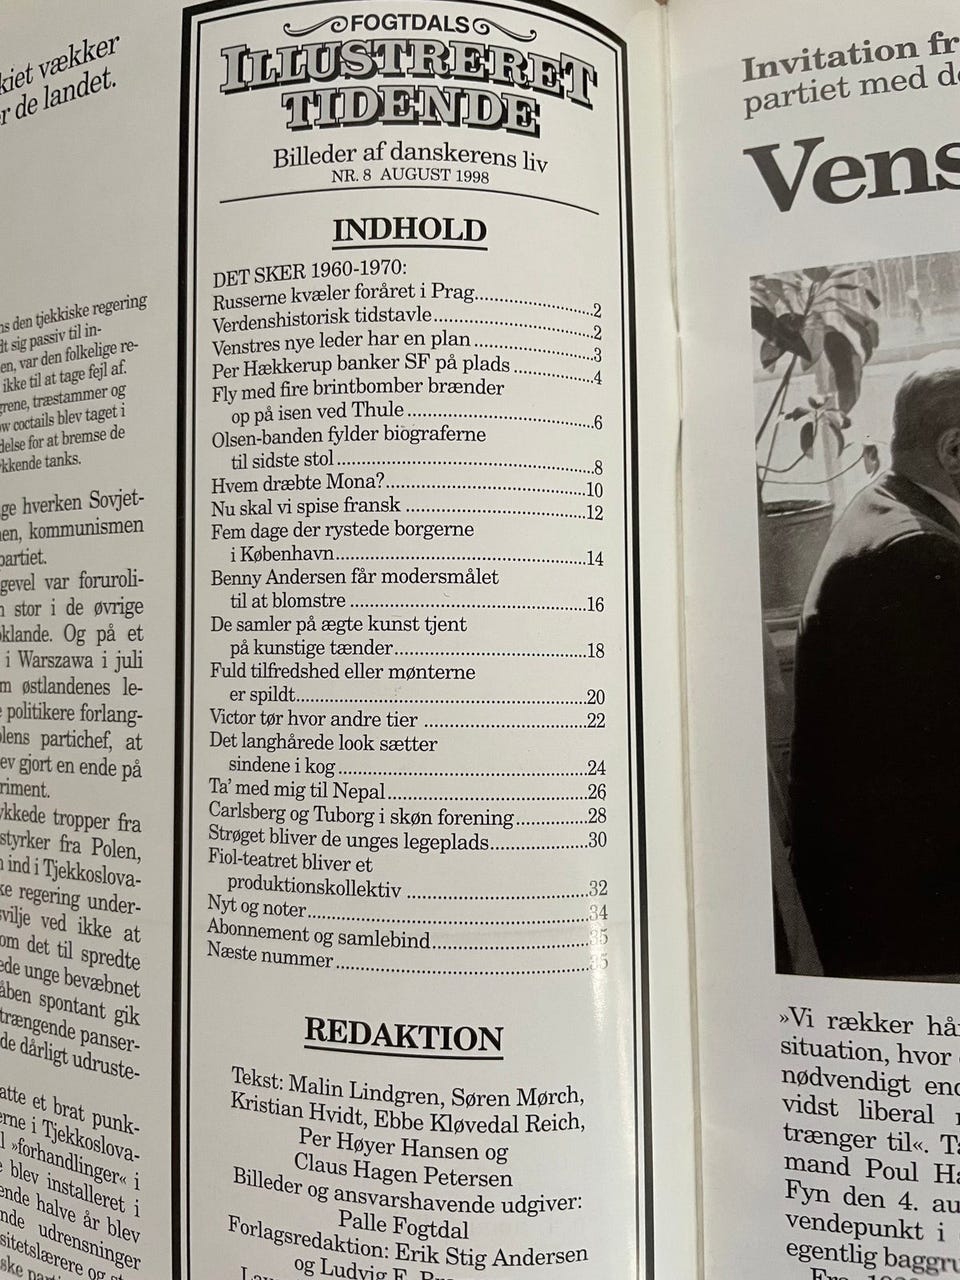 kiet vækker
r de landet.
ns den tjekkiske regering
dt sig passiv til in-
en, var den folkelige re-
ikke til at tage fejl af.
grene, træstammer og
ow coctails blev taget i
delse for at bremse de
kkende tanks.
ge hverken Sovjet-
nen, kommunismen
partiet.
gevel var foruroli-
n stor i de øvrige
oklande. Og på et
i Warszawa i juli
m østlandenes le-
e politikere forlang-
olens partichef, at
ev gjort en ende på
riment.
ykkede tropper fra
styrker fra Polen,
n ind i Tjekkoslova-
ke regering under-
svilje ved ikke at
om det til spredte
ede unge bevæbnet
åben spontant gik
trængende panser-
de dårligt udruste-
atte et brat punk-
erne i Tjekkoslova-
l »forhandlinger« i
e blev installeret i
ende halve år blev
nde udrensninger
sitetslærere og
ske
FOGTDALS
ILLUSTRERET
TIDENDE
Billeder af danskerens liv
NR. 8 AUGUST 1998
INDHOLD
DET SKER 1960-1970:
Russerne kvæler foråret i Prag..........2
Verdenshistorisk tidstavle..........2
Venstres nye leder har en plan..........3
Per Hækkerup banker SF på plads..........4
Fly med fire brintbomber brænder
op på isen ved Thule..........6
Olsen-banden fylder biograferne
til sidste stol..........8
Hvem dræbte Mona?..........10
Nu skal vi spise fransk..........12
Fem dage der rystede borgerne
i København..........14
Benny Andersen får modersmålet
til at blomstre..........16
De samler på ægte kunst tjent
på kunstige tænder..........18
Fuld tilfredshed eller mønterne
er spildt..........20
Victor tør hvor andre tier..........22
Det langhårede look sætter
sindene i kog..........24
Ta' med mig til Nepal..........26
Carlsberg og Tuborg i skøn forening..........28
Strøget bliver de unges legeplads..........30
Fiol-teatret bliver et
produktionskollektiv..........32
Nyt og noter..........34
Abonnement og samlebind..........35
Næste nummer..........35
REDAKTION
Tekst: Malin Lindgren, Søren Mørch,
Kristian Hvidt, Ebbe Kløvedal Reich,
Per Høyer Hansen og
Claus Hagen Petersen
Billeder og ansvarshavende udgiver:
Palle Fogtdal
Forlagsredaktion: Erik Stig Andersen
og Ludvig E.
Invitation fr
partiet med d
Vens
»Vi rækker hå
situation, hvor
nødvendigt end
vidst liberal
trænger til«. T
mand Poul Ha
Fyn den 4. au
vendepunkt i
egentlig baggru